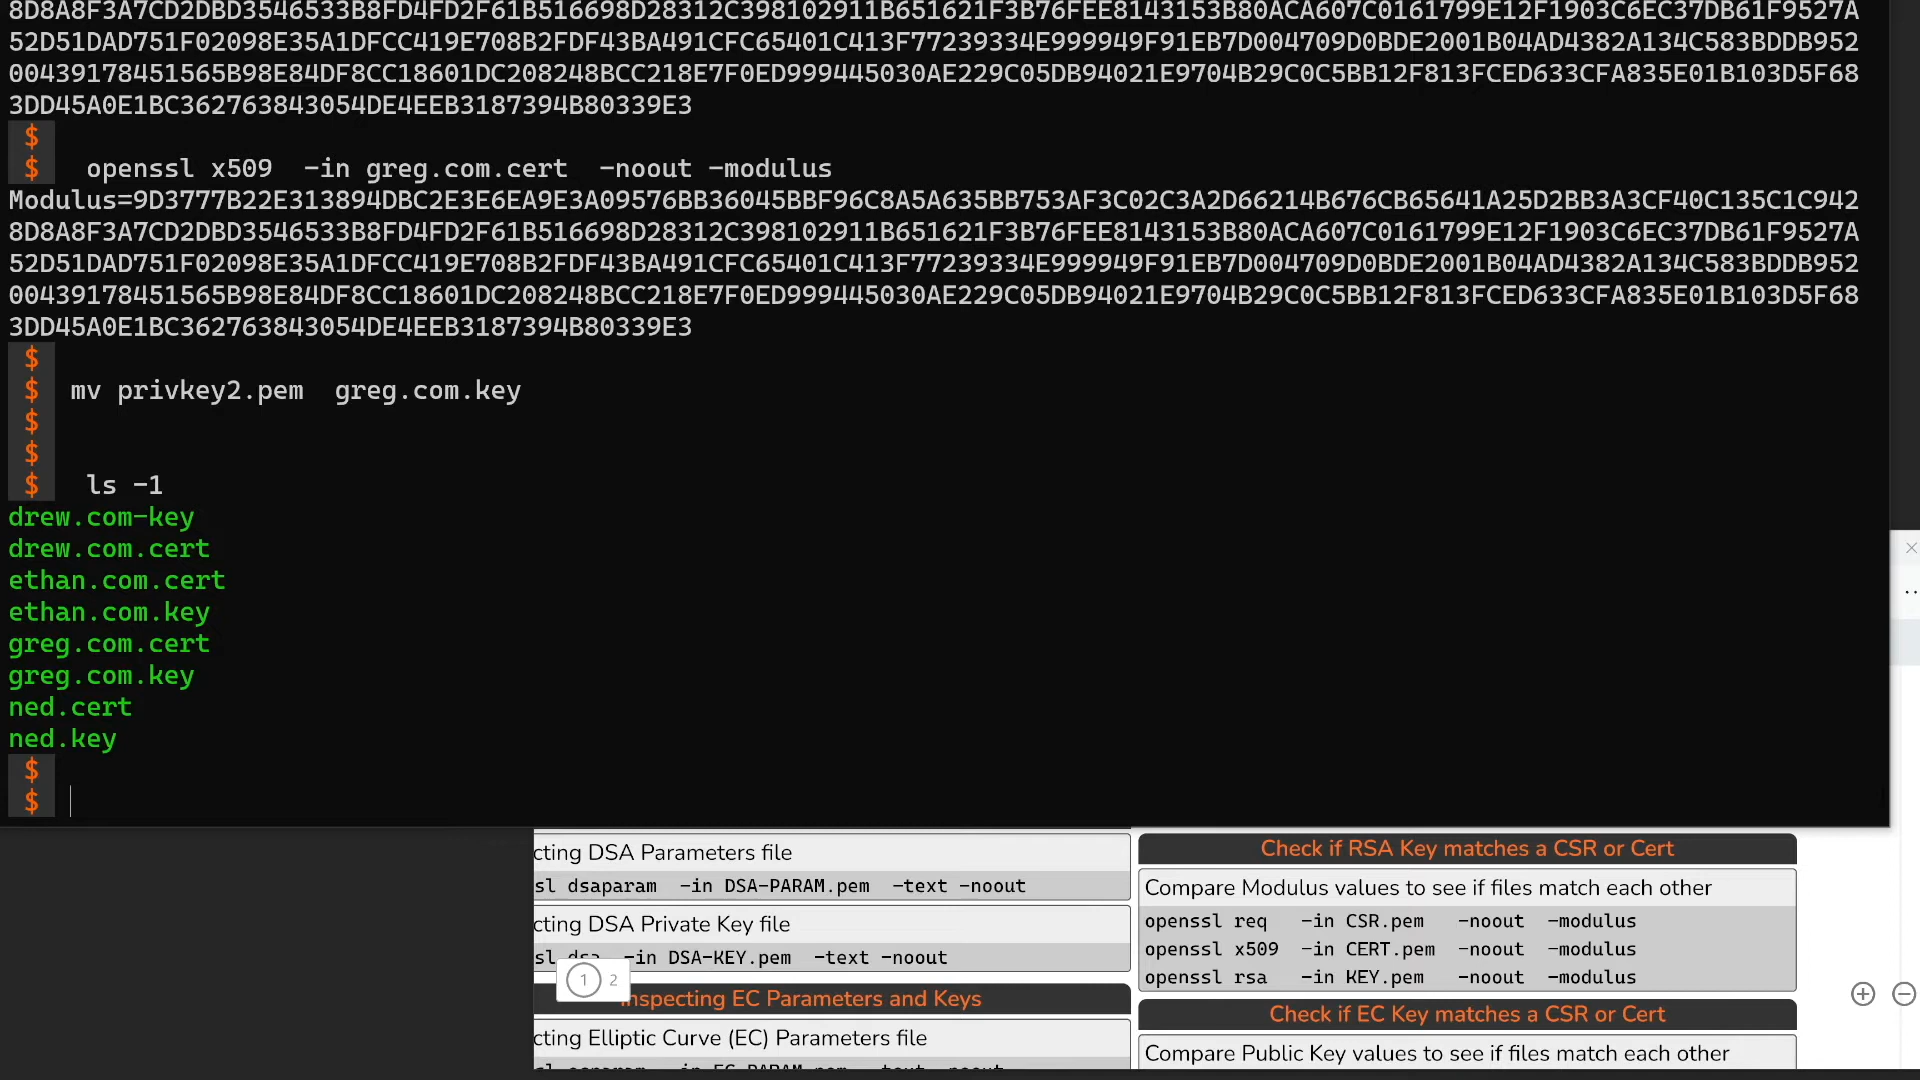 8D8A8F3A7CD2DBD3546533B8FD4FD2F61B516698D28312C398102911B651621F3B76FEE8143153B80ACA607C0161799E12F1903C6EC37DB61F9527A
52D51DAD751F02098E35A1DFCC419E708B2FDF43BA491CFC65401C413F77239334E999949F91EB7D004709D0BDE2001B04AD4382A134C583BDDB952
00439178451565B98E84DF8CC18601DC208248BCC218E7F0ED999445030AE229C05DB94021E9704B29C0C5BB12F813FCED633CFA835E01B103D5F68
3DD45A0E1BC362763843054DE4EEB3187394B80339E3
$
$ openssl x509 -in greg.com.cert -noout -modulus
Modulus=9D3777B22E313894DBC2E3E6EA9E3A09576BB36045BBF96C8A5A635BB753AF3C02C3A2D66214B676CB65641A25D2BB3A3CF40C135C1C942
8D8A8F3A7CD2DBD3546533B8FD4FD2F61B516698D28312C398102911B651621F3B76FEE8143153B80ACA607C0161799E12F1903C6EC37DB61F9527A
52D51DAD751F02098E35A1DFCC419E708B2FDF43BA491CFC65401C413F77239334E999949F91EB7D004709D0BDE2001B04AD4382A134C583BDDB952
00439178451565B98E84DF8CC18601DC208248BCC218E7F0ED999445030AE229C05DB94021E9704B29C0C5BB12F813FCED633CFA835E01B103D5F68
3DD45A0E1BC362763843054DE4EEB3187394B80339E3
$
$ mv privkey2.pem greg.com.key
$
$
$ ls -1
drew.com-key
drew.com.cert
ethan.com.cert
ethan.com.key
greg.com.cert
greg.com.key
ned.cert
ned.key
$
$
cting DSA Parameters file
sl dsaparam -in DSA-PARAM.pem -text -noout
cting DSA Private Key file
sl dsa -in DSA-KEY.pem -text -noout
1 2
Inspecting EC Parameters and Keys
cting Elliptic Curve (EC) Parameters file
Check if RSA Key matches a CSR or Cert
Compare Modulus values to see if files match each other
openssl req -in CSR.pem -noout -modulus
openssl x509 -in CERT.pem -noout -modulus
openssl rsa -in KEY.pem -noout -modulus
Check if EC Key matches a CSR or Cert
Compare Public Key values to see if files match each other